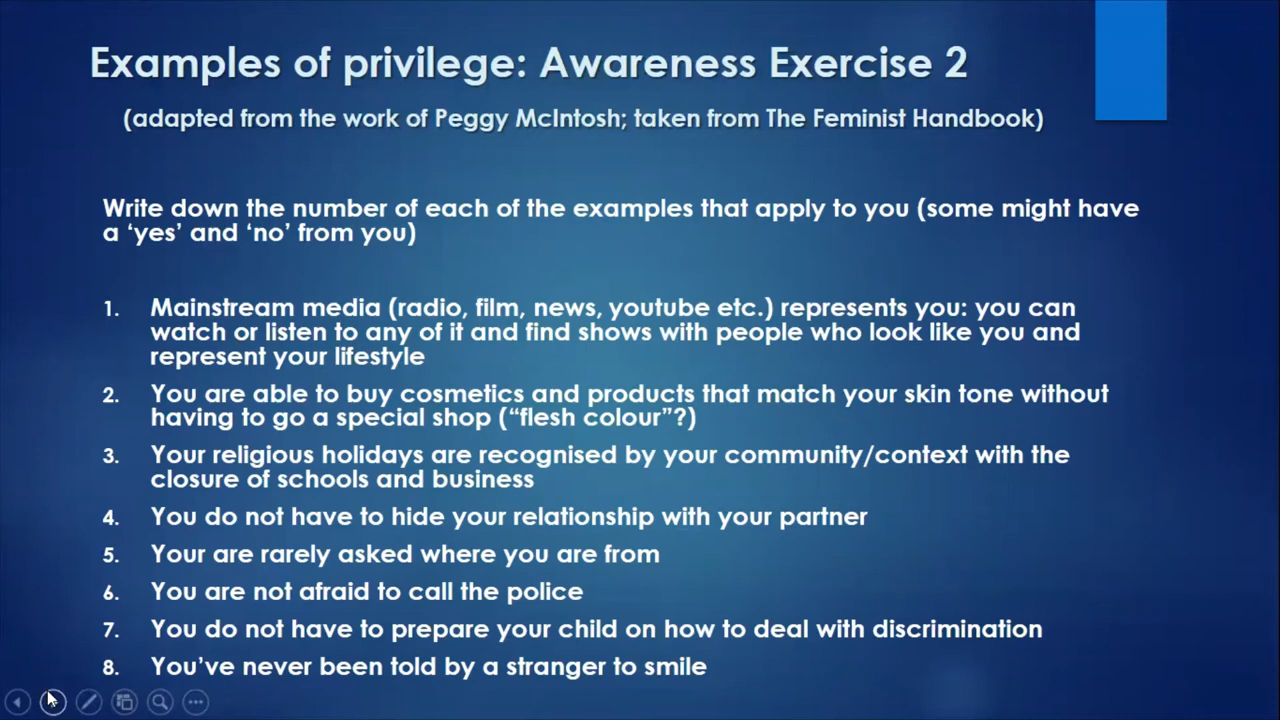 Examples of privilege: Awareness Exercise 2
(adapted from the work of Peggy McIntosh; taken from The Feminist Handbook)
Write down the number of each of the examples that apply to you (some might have
a ‘yes’ and ‘no’ from you)
1. Mainstream media (radio, film, news, youtube etc.) represents you: you can
watch or listen to any of it and find shows with people who look like you and
represent your lifestyle
2. You are able to buy cosmetics and products that match your skin tone without
having to go a special shop (“flesh colour”?)
3. Your religious holidays are recognised by your community/context with the
closure of schools and business
4. You do not have to hide your relationship with your partner
5. Your are rarely asked where you are from
6. You are not afraid to call the police
7. You do not have to prepare your child on how to deal with discrimination
8. You’ve never been told by a stranger to smile